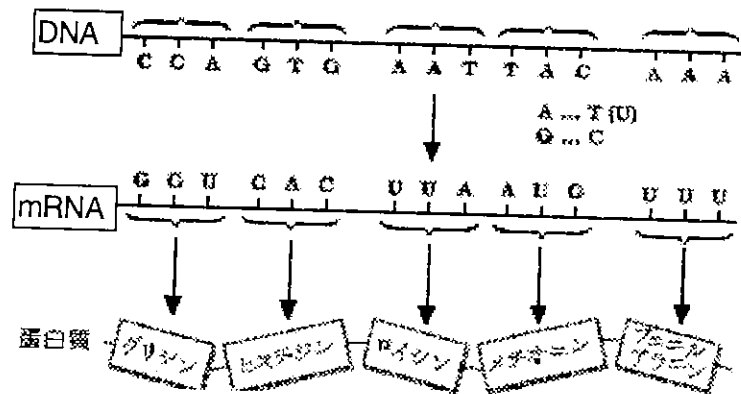 DNA
C C A G T G A A T T A C A A A
A ... T (U)
G ... C
mRNA
G G U C A C U U A A U G U U U
蛋白質
グリシン
ヒスチジン
ロイシン
メチオニン
フェニル
アラニン